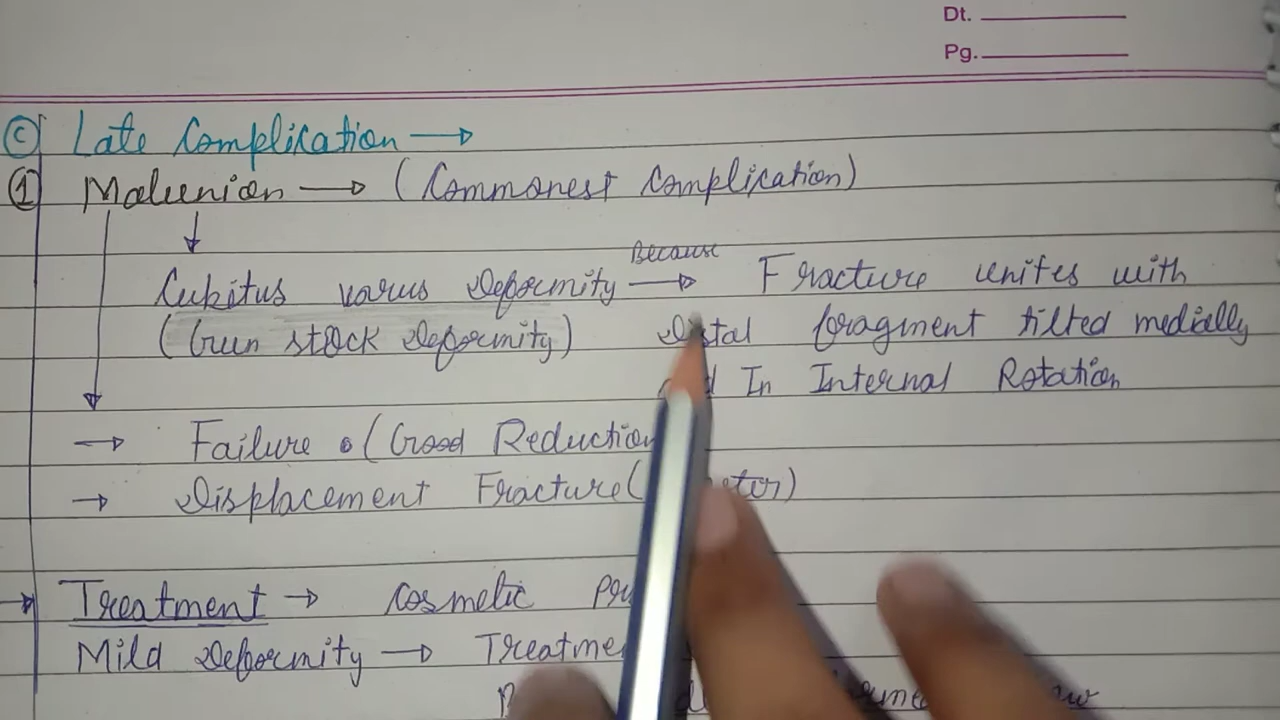 Dt.
Pg.
Ⓒ Late Complication →
① Malunion → (Commonest Complication)
Because
Cubitus varus Deformity → Fracture unites with
(Gun stock Deformity) Distal fragment tilted medially
In Internal Rotation
→ Failure (Good Reduction
→ Displacement Fracture(
→ Treatment → Cosmetic
Mild Deformity →